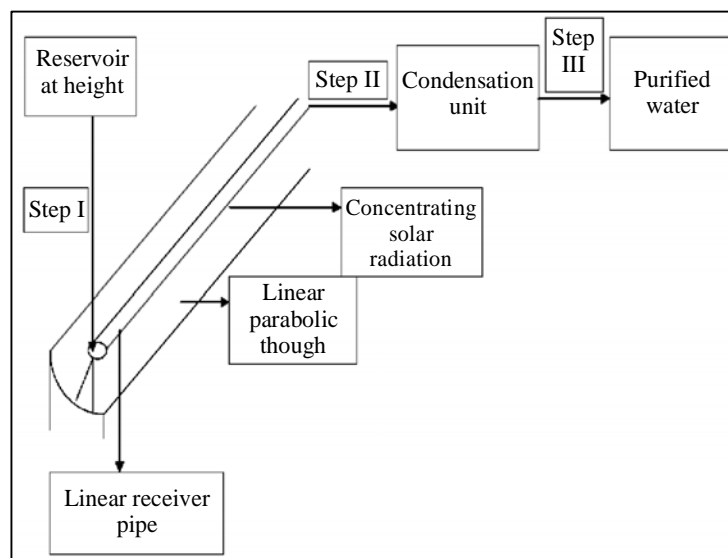 Reservoir
at height
Step I
Step II
Condensation
unit
Step
III
Purified
water
Concentrating
solar
radiation
Linear
parabolic
though
Linear receiver
pipe